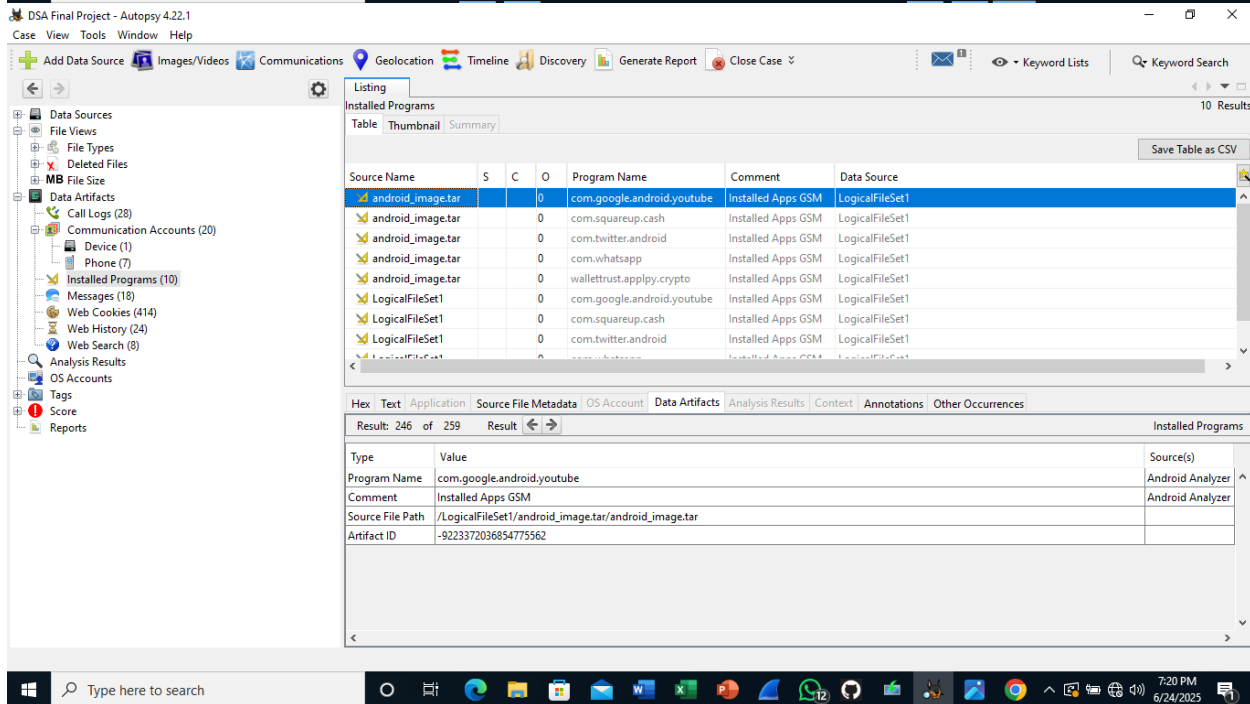 DSA Final Project - Autopsy 4.22.1
Case View Tools Window Help
Add Data Source Images/Videos Communications Geolocation Timeline Discovery Generate Report Close Case 1 Keyword Lists Keyword Search
Listing
Installed Programs 10 Results
Table Thumbnail Summary
Save Table as CSV
Data Sources
File Views
File Types
Deleted Files
MB File Size
Data Artifacts
Call Logs (28)
Communication Accounts (20)
Device (1)
Phone (7)
Installed Programs (10)
Messages (18)
Web Cookies (414)
Web History (24)
Web Search (8)
Analysis Results
OS Accounts
Tags
Score
Reports
Source Name S C O Program Name Comment Data Source
android_image.tar 0 com.google.android.youtube Installed Apps GSM LogicalFileSet1
android_image.tar 0 com.squareup.cash Installed Apps GSM LogicalFileSet1
android_image.tar 0 com.twitter.android Installed Apps GSM LogicalFileSet1
android_image.tar 0 com.whatsapp Installed Apps GSM LogicalFileSet1
android_image.tar 0 wallettrust.applpy.crypto Installed Apps GSM LogicalFileSet1
LogicalFileSet1 0 com.google.android.youtube Installed Apps GSM LogicalFileSet1
LogicalFileSet1 0 com.squareup.cash Installed Apps GSM LogicalFileSet1
LogicalFileSet1 0 com.twitter.android Installed Apps GSM LogicalFileSet1
LogicalFileSet1 0 com.whatsapp Installed Apps GSM LogicalFileSet1
Hex Text Application Source File Metadata OS Account Data Artifacts Analysis Results Context Annotations Other Occurrences
Result: 246 of 259 Result Installed Programs
Type Value Source(s)
Program Name com.google.android.youtube Android Analyzer
Comment Installed Apps GSM Android Analyzer
Source File Path /LogicalFileSet1/android_image.tar/android_image.tar
Artifact ID -9223372036854775562
Type here to search
12
7:20 PM
6/24/2025
1